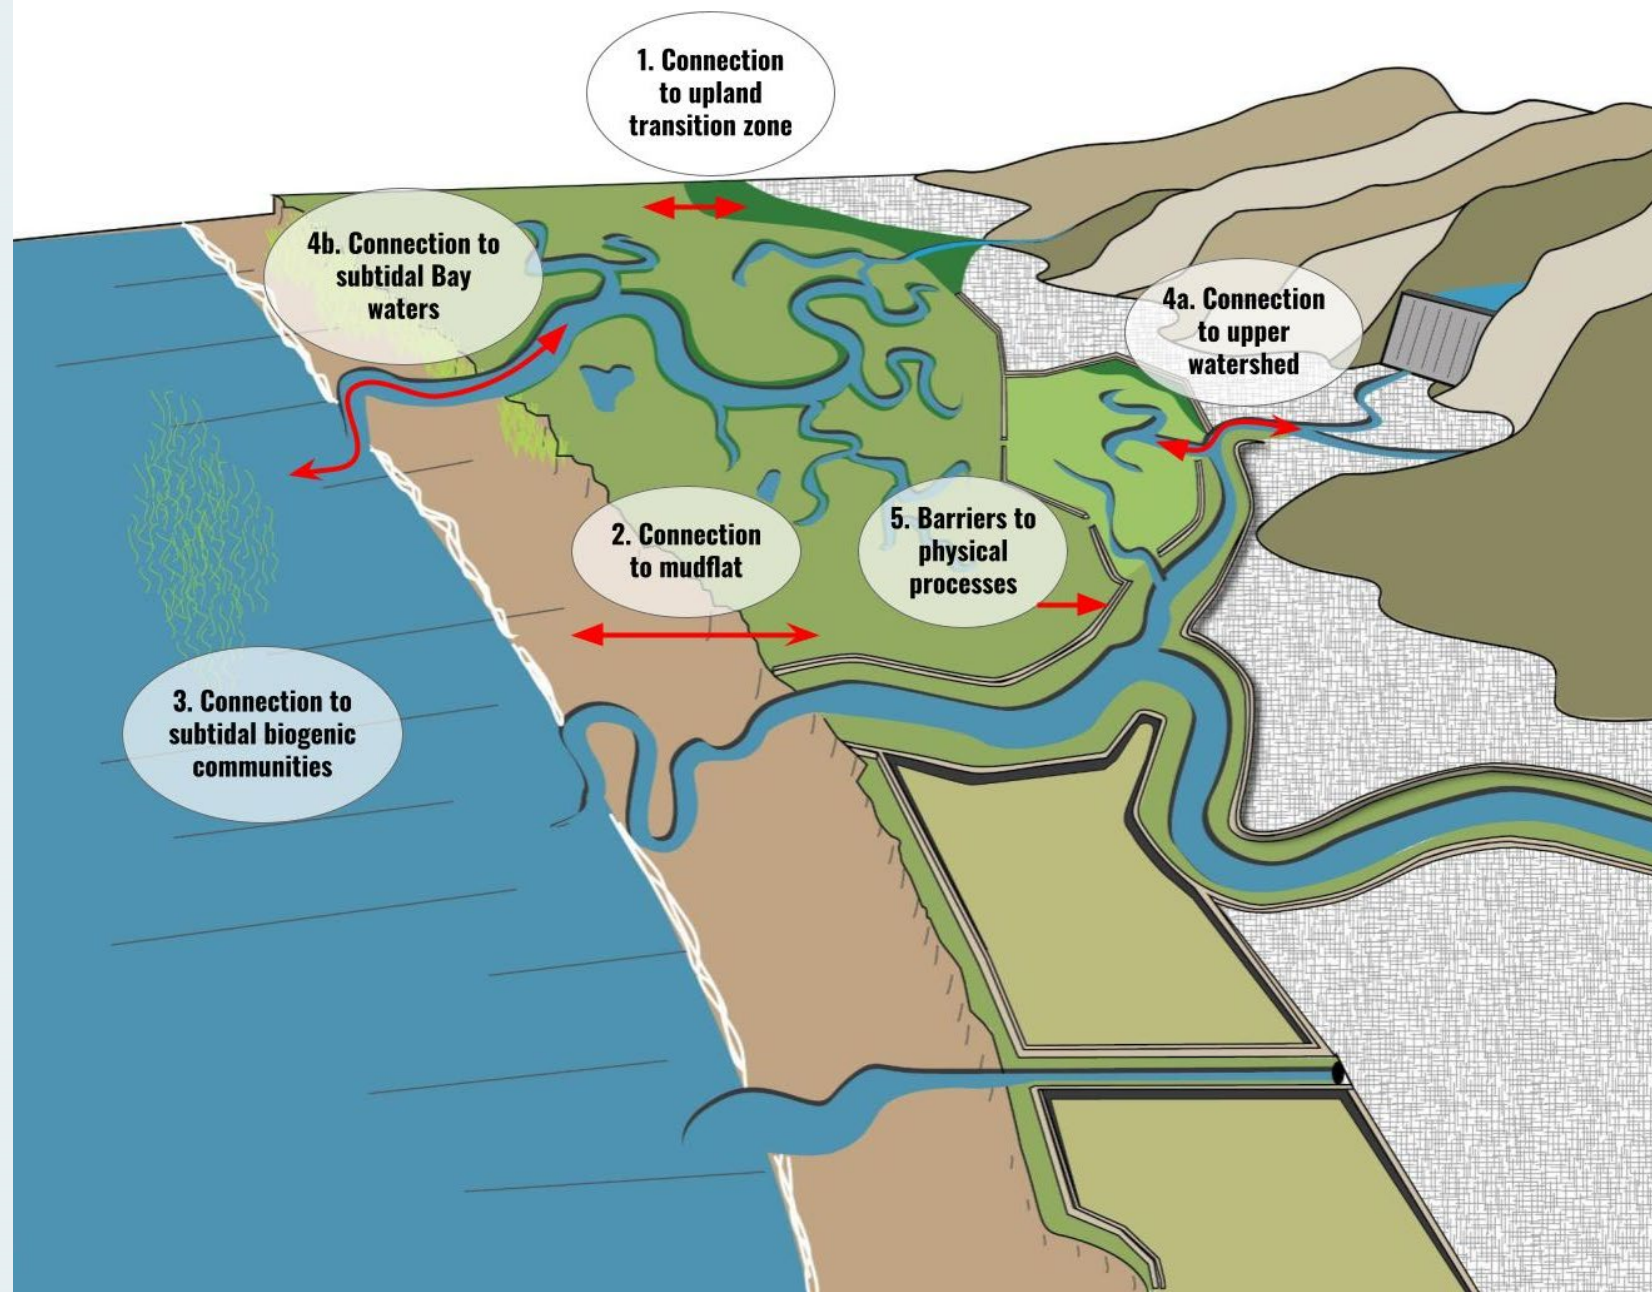 1. Connection
to upland
transition zone
4b. Connection to
subtidal Bay
waters
4a. Connection
to upper
watershed
2. Connection
to mudflat
5. Barriers to
physical
processes
3. Connection to
subtidal biogenic
communities